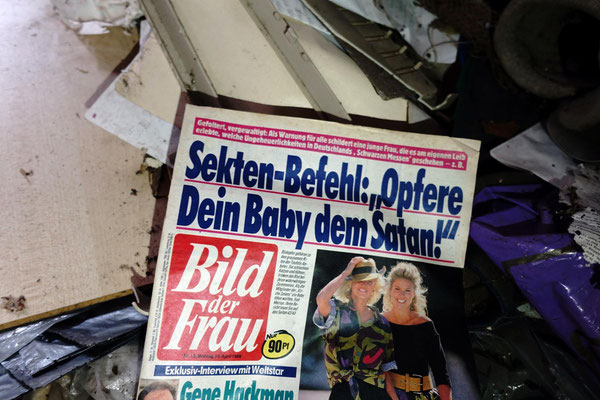 Gefoltert, vergewaltigt: Als Warnung für alle schildert eine junge Frau, die es am eigenen Leib
erlebte, welche Ungeheuerlichkeiten in Deutschlands „Schwarzen Messen" geschehen – z. B.
Sekten-Befehl: „Opfere
Dein Baby dem Satan!"
Bild
der
Frau
Nur
90Pf
Exklusiv-Interview mit Weltstar
Gene Hackman